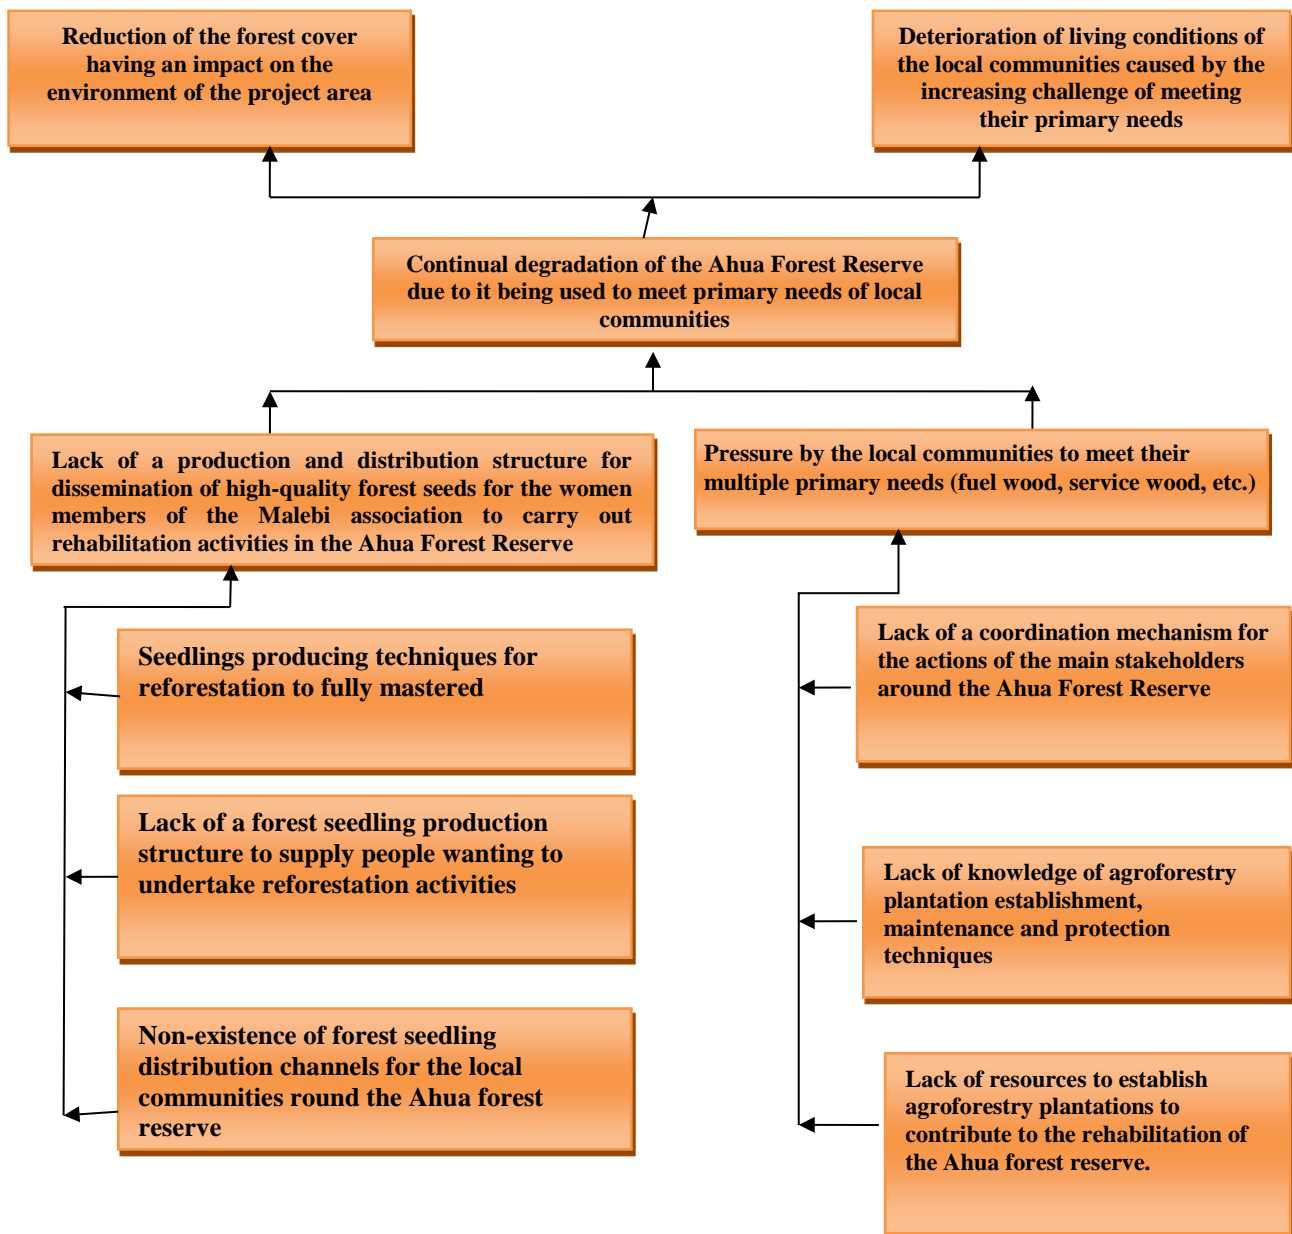 Reduction of the forest cover
having an impact on the
environment of the project area
Deterioration of living conditions of
the local communities caused by the
increasing challenge of meeting
their primary needs
Continual degradation of the Ahua Forest Reserve
due to it being used to meet primary needs of local
communities
Lack of a production and distribution structure for
dissemination of high-quality forest seeds for the women
members of the Malebi association to carry out
rehabilitation activities in the Ahua Forest Reserve
Pressure by the local communities to meet their
multiple primary needs (fuel wood, service wood, etc.)
Seedlings producing techniques for
reforestation to fully mastered
Lack of a forest seedling production
structure to supply people wanting to
undertake reforestation activities
Non-existence of forest seedling
distribution channels for the local
communities round the Ahua forest
reserve
Lack of a coordination mechanism for
the actions of the main stakeholders
around the Ahua Forest Reserve
Lack of knowledge of agroforestry
plantation establishment,
maintenance and protection
techniques
Lack of resources to establish
agroforestry plantations to
contribute to the rehabilitation of
the Ahua forest reserve.